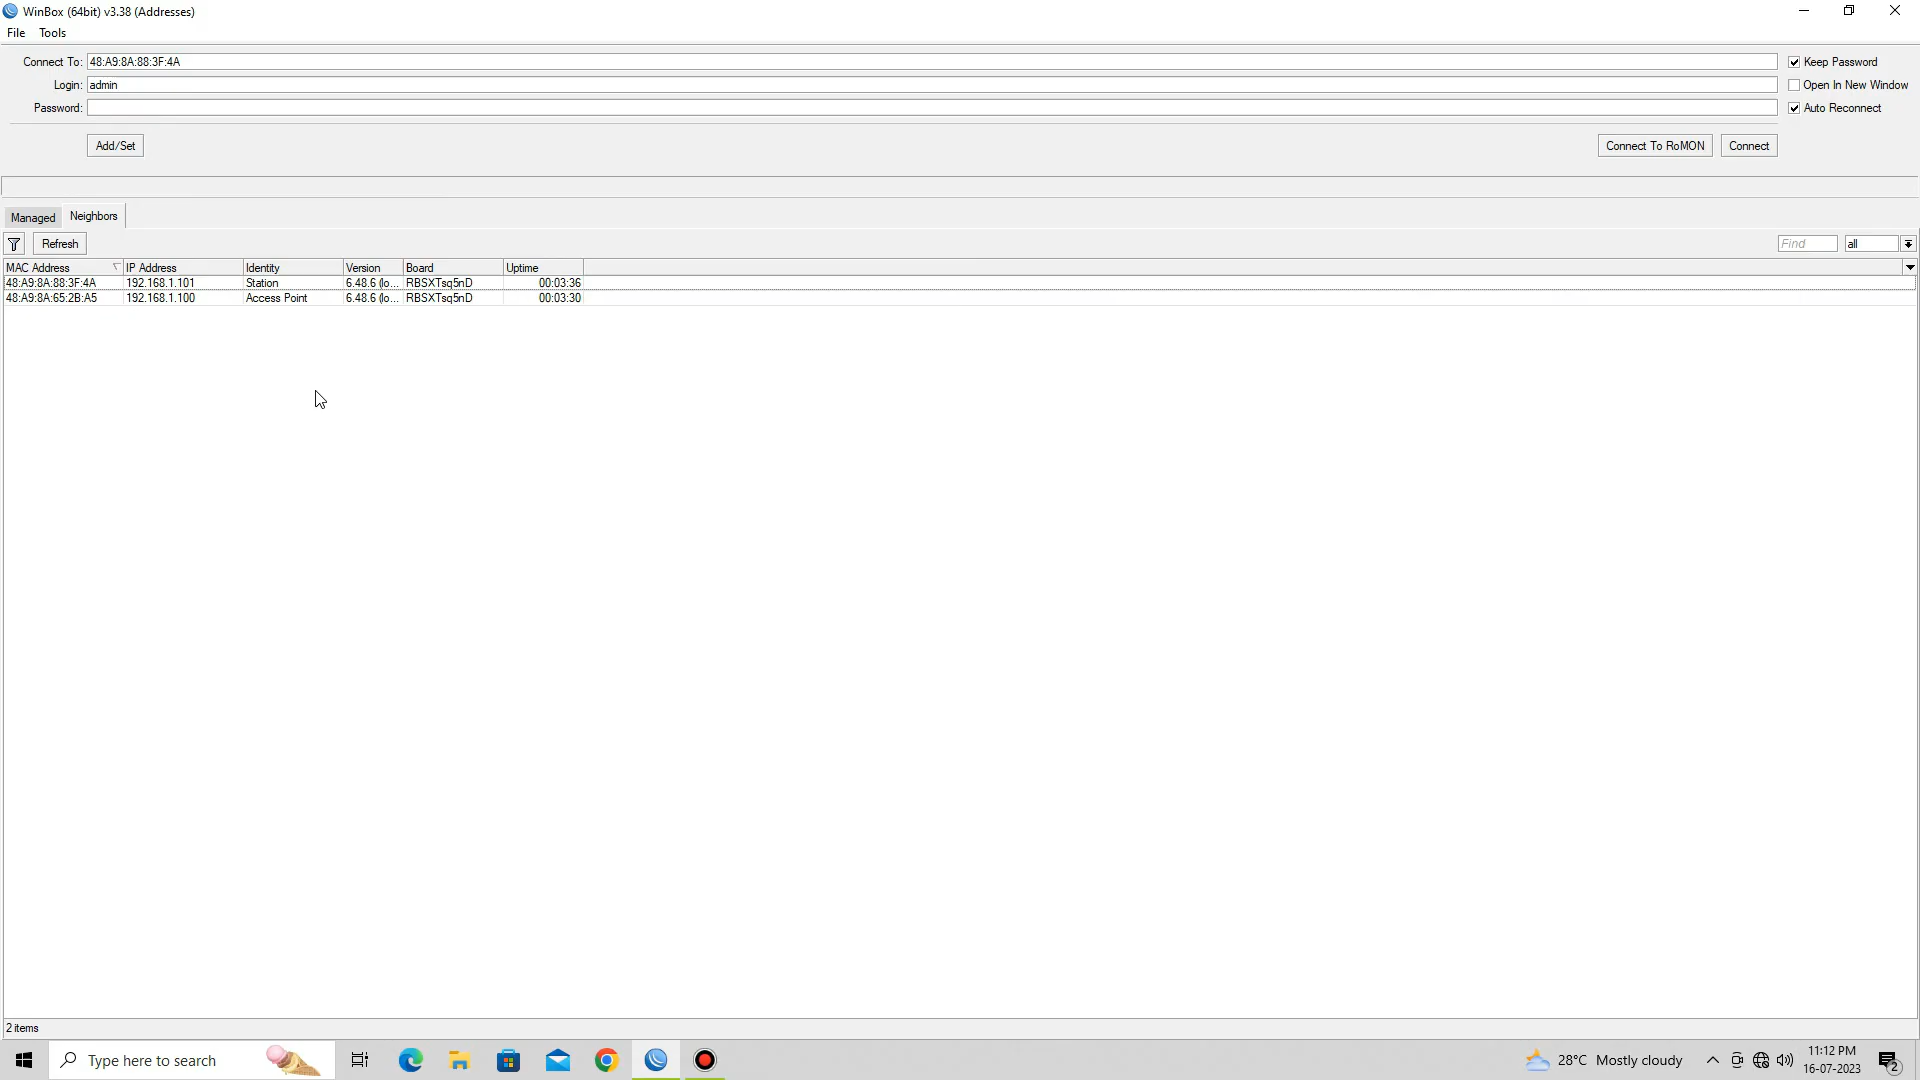 WinBox (64bit) v3.38 (Addresses)
File Tools
Connect To: 48:A9:8A:88:3F:4A
Keep Password
Login: admin
Open In New Window
Password:
Auto Reconnect
Add/Set
Connect To RoMON
Connect
Managed
Neighbors
Refresh
Find
all
MAC Address IP Address Identity Version Board Uptime
48:A9:8A:88:3F:4A 192.168.1.101 Station 6.48.6 (lo... RBSXTsq5nD 00:03:36
48:A9:8A:65:2B:A5 192.168.1.100 Access Point 6.48.6 (lo... RBSXTsq5nD 00:03:30
2 items
Type here to search
28°C Mostly cloudy
11:12 PM
16-07-2023
2